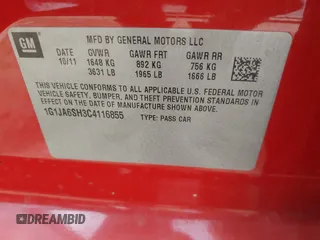 GM
MFD BY GENERAL MOTORS LLC
DATE GVWR GAWR FRT GAWR RR
10/11 1648 KG 892 KG 756 KG
3631 LB 1965 LB 1666 LB
THIS VEHICLE CONFORMS TO ALL APPLICABLE U.S. FEDERAL MOTOR
VEHICLE SAFETY, BUMPER, AND THEFT PREVENTION STANDARDS
IN EFFECT ON THE DATE OF MANUFACTURE SHOWN ABOVE.
1G1JA6SH3C4116855 TYPE: PASS CAR
DREAMBID